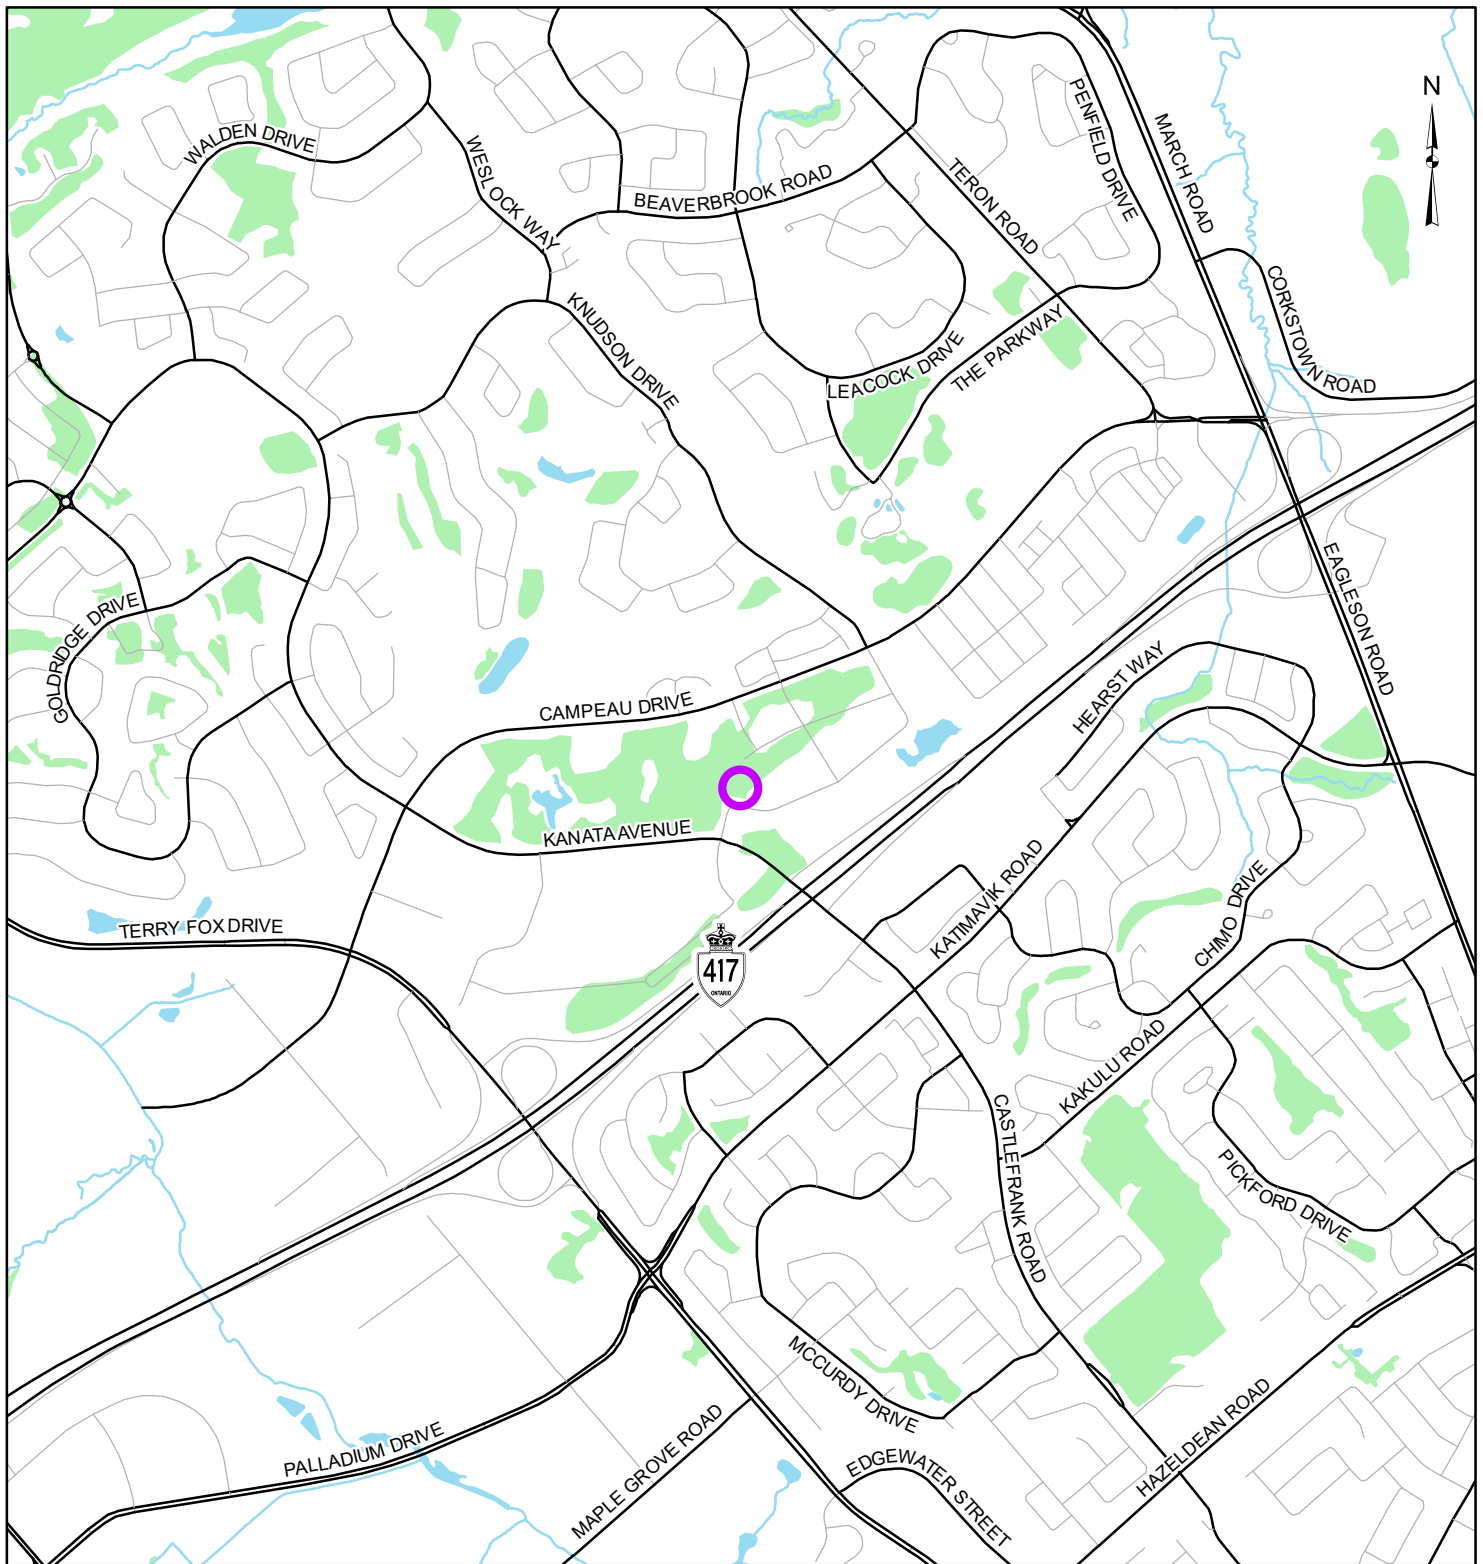 N
WALDEN DRIVE
WESLOCK WAY
BEAVERBROOK ROAD
TERON ROAD
PENFIELD DRIVE
MARCH ROAD
CORKSTOWN ROAD
KNUDSON DRIVE
LEACOCK DRIVE
THE PARKWAY
EAGLESON ROAD
GOLDRIDGE DRIVE
HEARST WAY
CAMPEAU DRIVE
KANATA AVENUE
TERRY FOX DRIVE
KATIMAVIK ROAD
CHIMO DRIVE
417
ONTARIO
KAKULU ROAD
CASTLEFRANK ROAD
PICKFORD DRIVE
MCCURDY DRIVE
HAZELDEAN ROAD
PALLADIUM DRIVE
MAPLE GROVE ROAD
EDGEWATER STREET